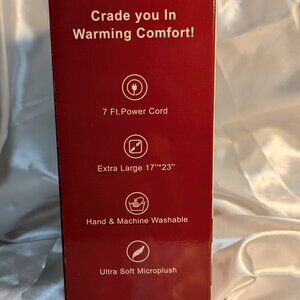 Crade you In
Warming Comfort!
7 Ft.Power Cord
Extra Large 17"*23"
Hand & Machine Washable
Ultra Soft Microplush